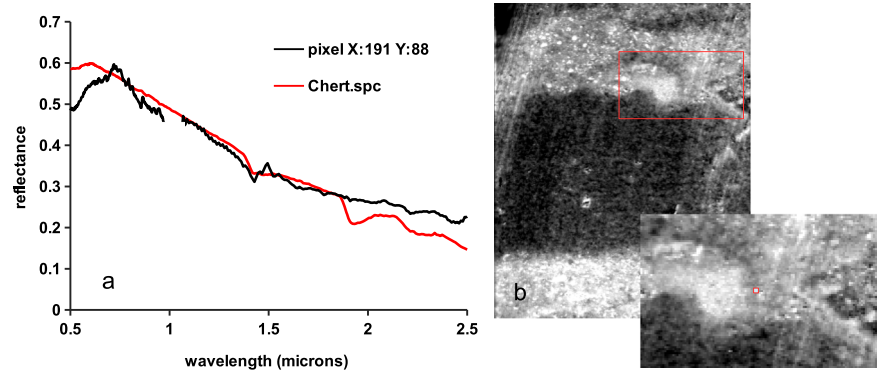 0.7
0.6
0.5
0.4
0.3
0.2
0.1
0
reflectance
pixel X:191 Y:88
Chert.spc
a
0.5 1 1.5 2 2.5
wavelength (microns)
b